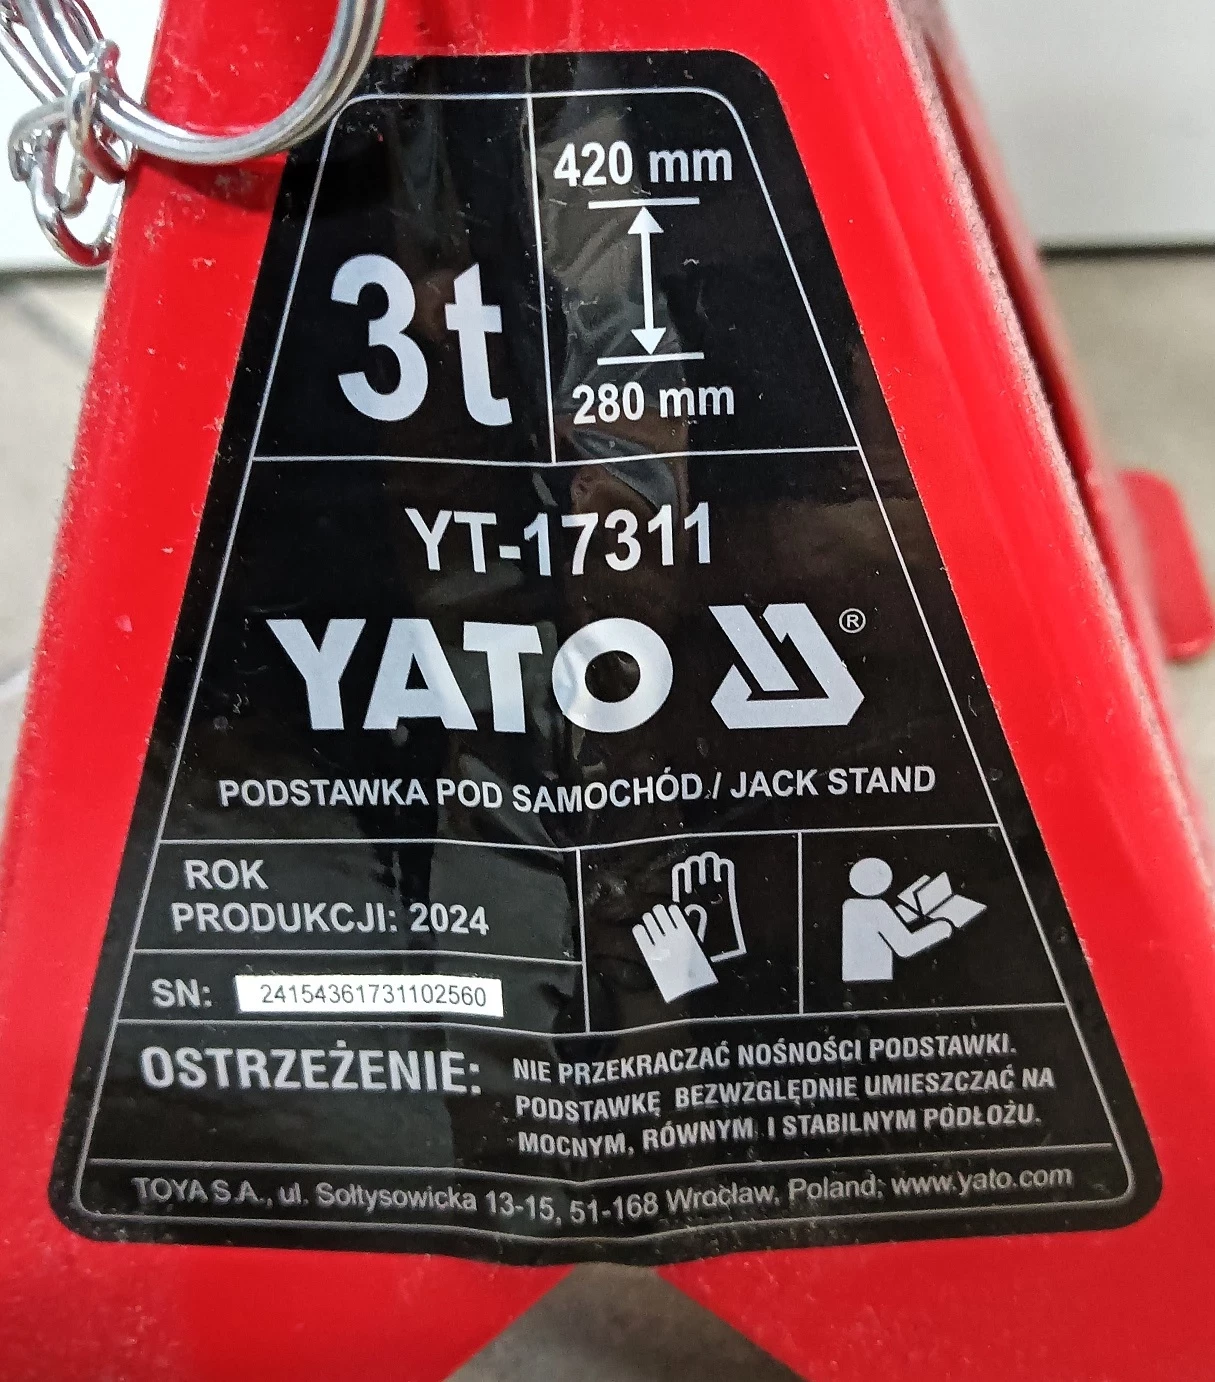 420 mm
3t
280 mm
YT-17311
YATO ®
PODSTAWKA POD SAMOCHÓD / JACK STAND
ROK
PRODUKCJI: 2024
SN: 24154361731102560
OSTRZEŻENIE: NIE PRZEKRACZAĆ NOŚNOŚCI PODSTAWKI.
PODSTAWKĘ BEZWZGLĘDNIE UMIESZCZAĆ NA
MOCNYM, RÓWNYM I STABILNYM PODŁOŻU.
TOYA S.A., ul. Sołtysowicka 13-15, 51-168 Wrocław, Poland; www.yato.com